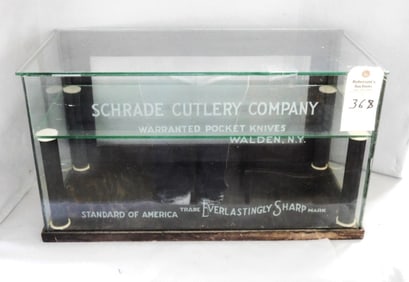 368
SCHRADE CUTLERY COMPANY
WARRANTED POCKET KNIVES
WALDEN, N.Y.
STANDARD OF AMERICA TRADE EVERLASTINGLY SHARP MARK